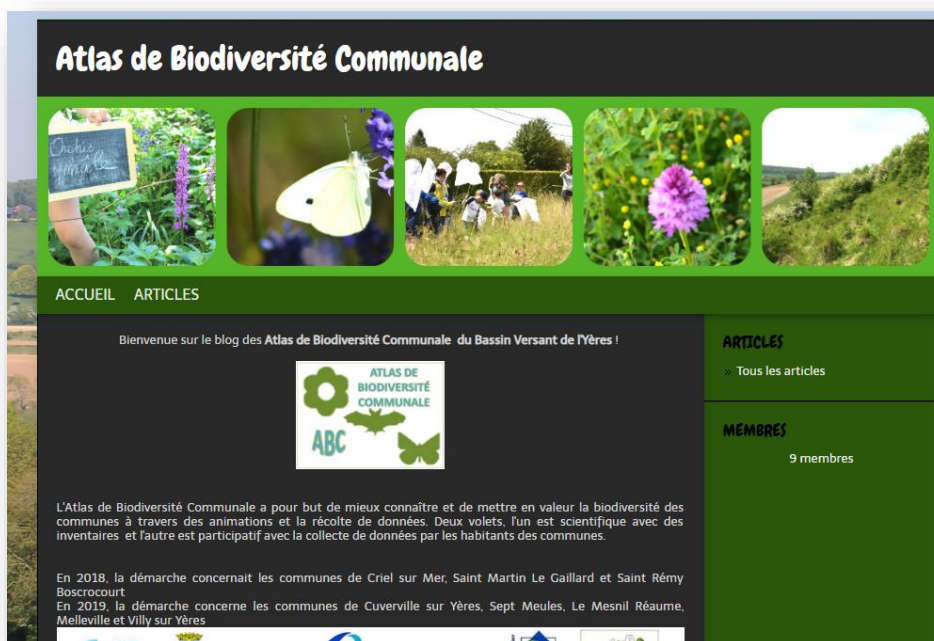 Atlas de Biodiversité Communale
Orchis
mâle
ACCUEIL ARTICLES
Bienvenue sur le blog des Atlas de Biodiversité Communale du Bassin Versant de l'Yères !
ATLAS DE
BIODIVERSITÉ
COMMUNALE
ABC
L'Atlas de Biodiversité Communale a pour but de mieux connaître et de mettre en valeur la biodiversité des
communes à travers des animations et la récolte de données. Deux volets, l'un est scientifique avec des
inventaires et l'autre est participatif avec la collecte de données par les habitants des communes.
En 2018, la démarche concernait les communes de Criel sur Mer, Saint Martin Le Gaillard et Saint Rémy
Boscrocourt
En 2019, la démarche concerne les communes de Cuverville sur Yères, Sept Meules, Le Mesnil Réaume,
Melleville et Villy sur Yères
ARTICLES
» Tous les articles
MEMBRES
9 membres